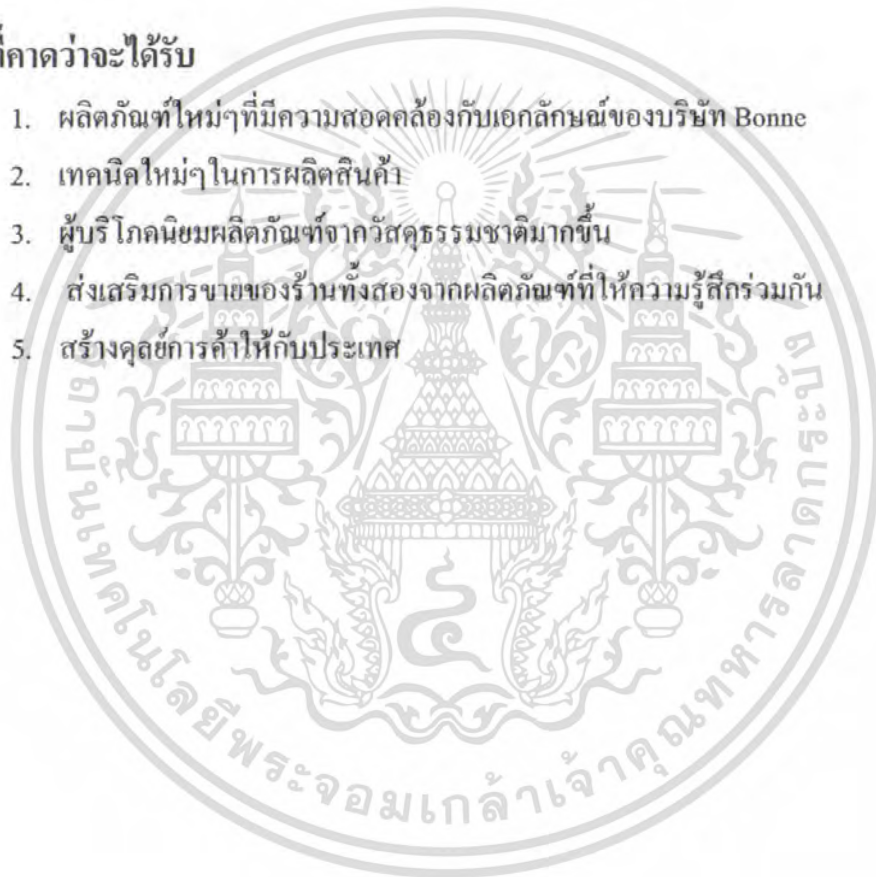 ที่คาดว่าจะได้รับ
1. ผลิตภัณฑ์ใหม่ๆที่มีความสอดคล้องกับเอกลักษณ์ของบริษัท Bonne
2. เทคนิคใหม่ๆในการผลิตสินค้า
3. ผู้บริโภคนิยมผลิตภัณฑ์จากวัสดุธรรมชาติมากขึ้น
4. ส่งเสริมการขายของร้านทั้งสองจากผลิตภัณฑ์ที่ให้ความรู้สึกร่วมกัน
5. สร้างดุลย์การค้าให้กับประเทศ
สถาบันเทคโนโลยีพระจอมเกล้าเจ้าคุณทหารลาดกระบัง